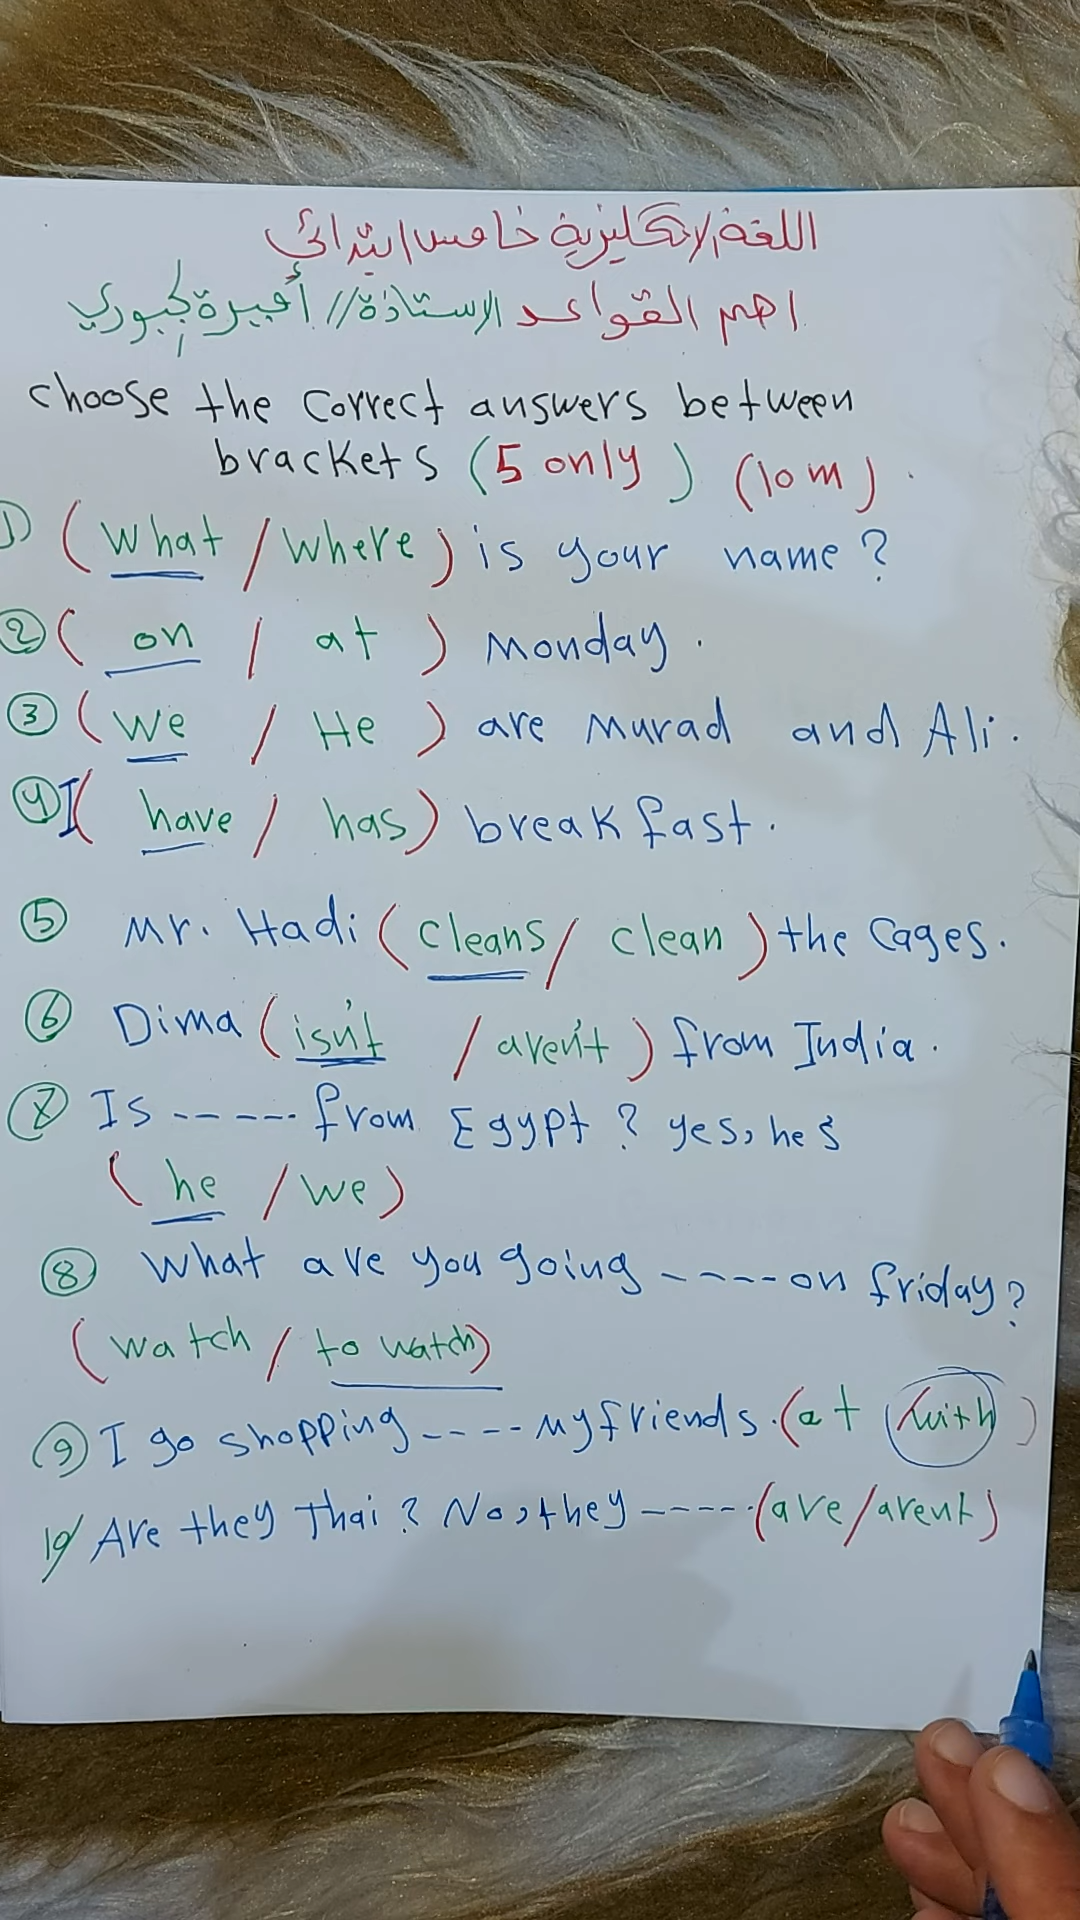 اللغة الانكليزية خامس ابتدائي
اهم القواعد الاستاذة // أميرة الجبوري
choose the correct answers between
brackets (5 only) (10 m)
1) (What / Where) is your name?
2 (on / at) Monday.
3 (We / He) are Murad and Ali.
4 I (have / has) breakfast.
5 Mr. Hadi (cleans / clean) the cages.
6 Dima (isn't / aren't) from India.
7 Is ----- from Egypt? yes, he's
(he / we)
8 What are you going ---- on friday?
(watch / to watch)
9 I go shopping ---- my friends. (at / with)
10/ Are they Thai? No, they ----- (are / arent)